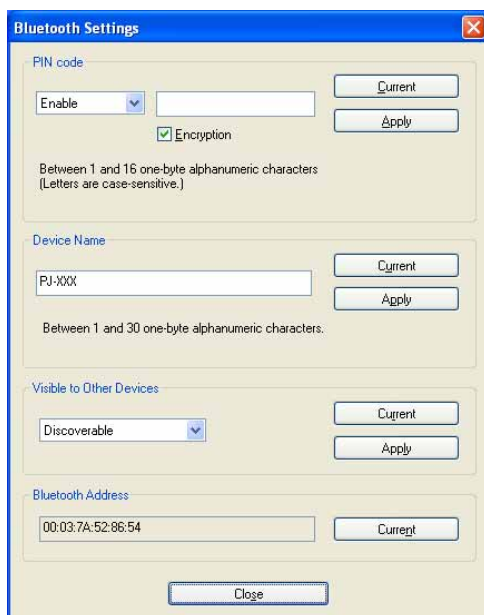 Bluetooth Settings
PIN code
Enable
Current
Encryption
Apply
Between 1 and 16 one-byte alphanumeric characters
(Letters are case-sensitive.)
Device Name
PJ-XXX
Current
Apply
Between 1 and 30 one-byte alphanumeric characters.
Visible to Other Devices
Discoverable
Current
Apply
Bluetooth Address
00:03:7A:52:86:54
Current
Close